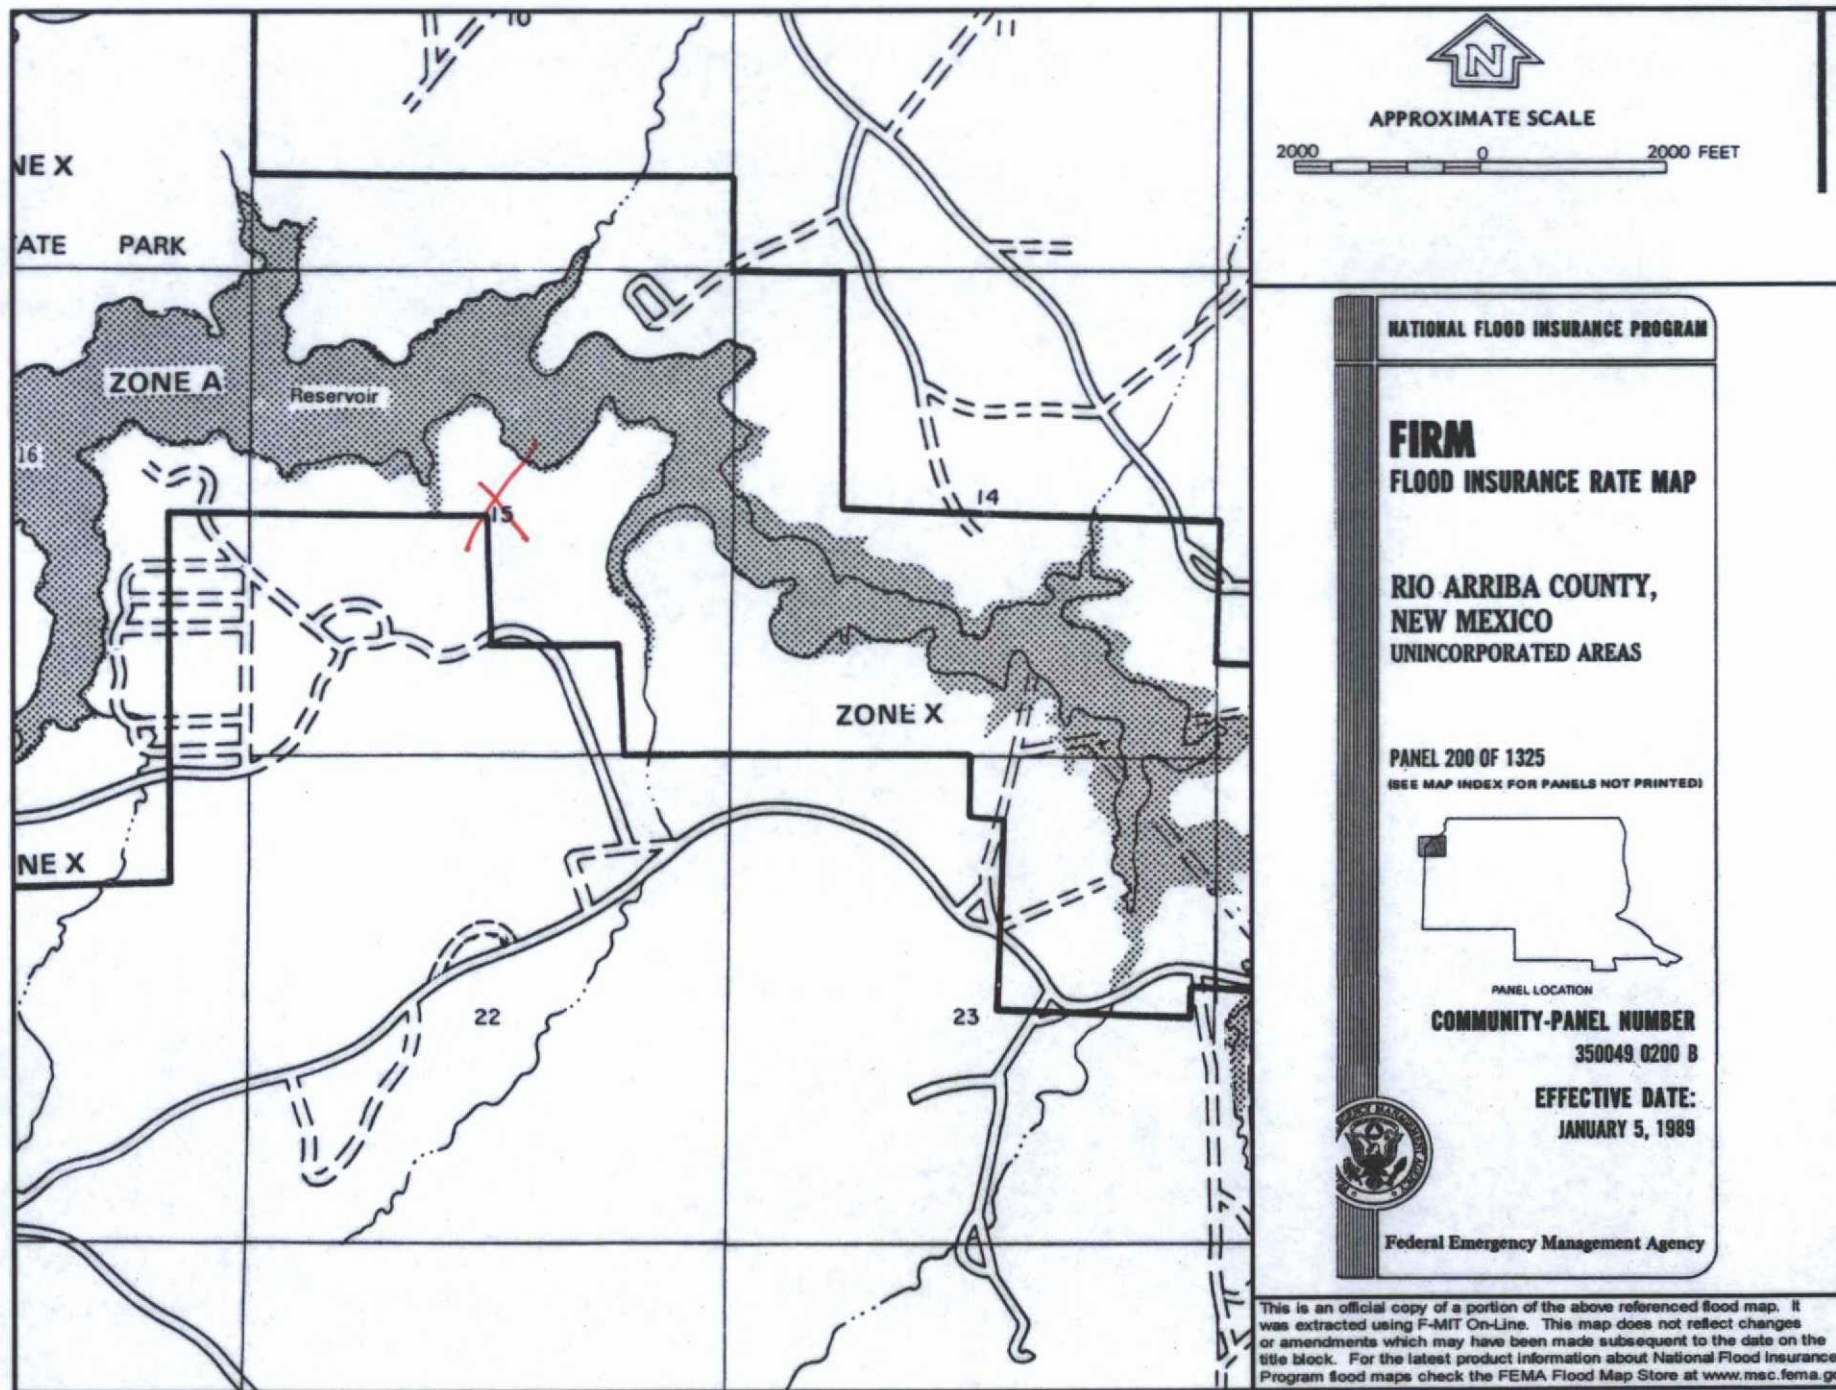 10
11
NE X
ATE PARK
ZONE A
Reservoir
16
15
14
ZONE X
NE X
22
23
N
APPROXIMATE SCALE
2000 0 2000 FEET
NATIONAL FLOOD INSURANCE PROGRAM
FIRM
FLOOD INSURANCE RATE MAP
RIO ARRIBA COUNTY,
NEW MEXICO
UNINCORPORATED AREAS
PANEL 200 OF 1325
(SEE MAP INDEX FOR PANELS NOT PRINTED)
PANEL LOCATION
COMMUNITY-PANEL NUMBER
350049 0200 B
EFFECTIVE DATE:
JANUARY 5, 1989
Federal Emergency Management Agency
This is an official copy of a portion of the above referenced flood map. It
was extracted using F-MIT On-Line. This map does not reflect changes
or amendments which may have been made subsequent to the date on the
title block. For the latest product information about National Flood Insurance
Program flood maps check the FEMA Flood Map Store at www.msc.fema.go